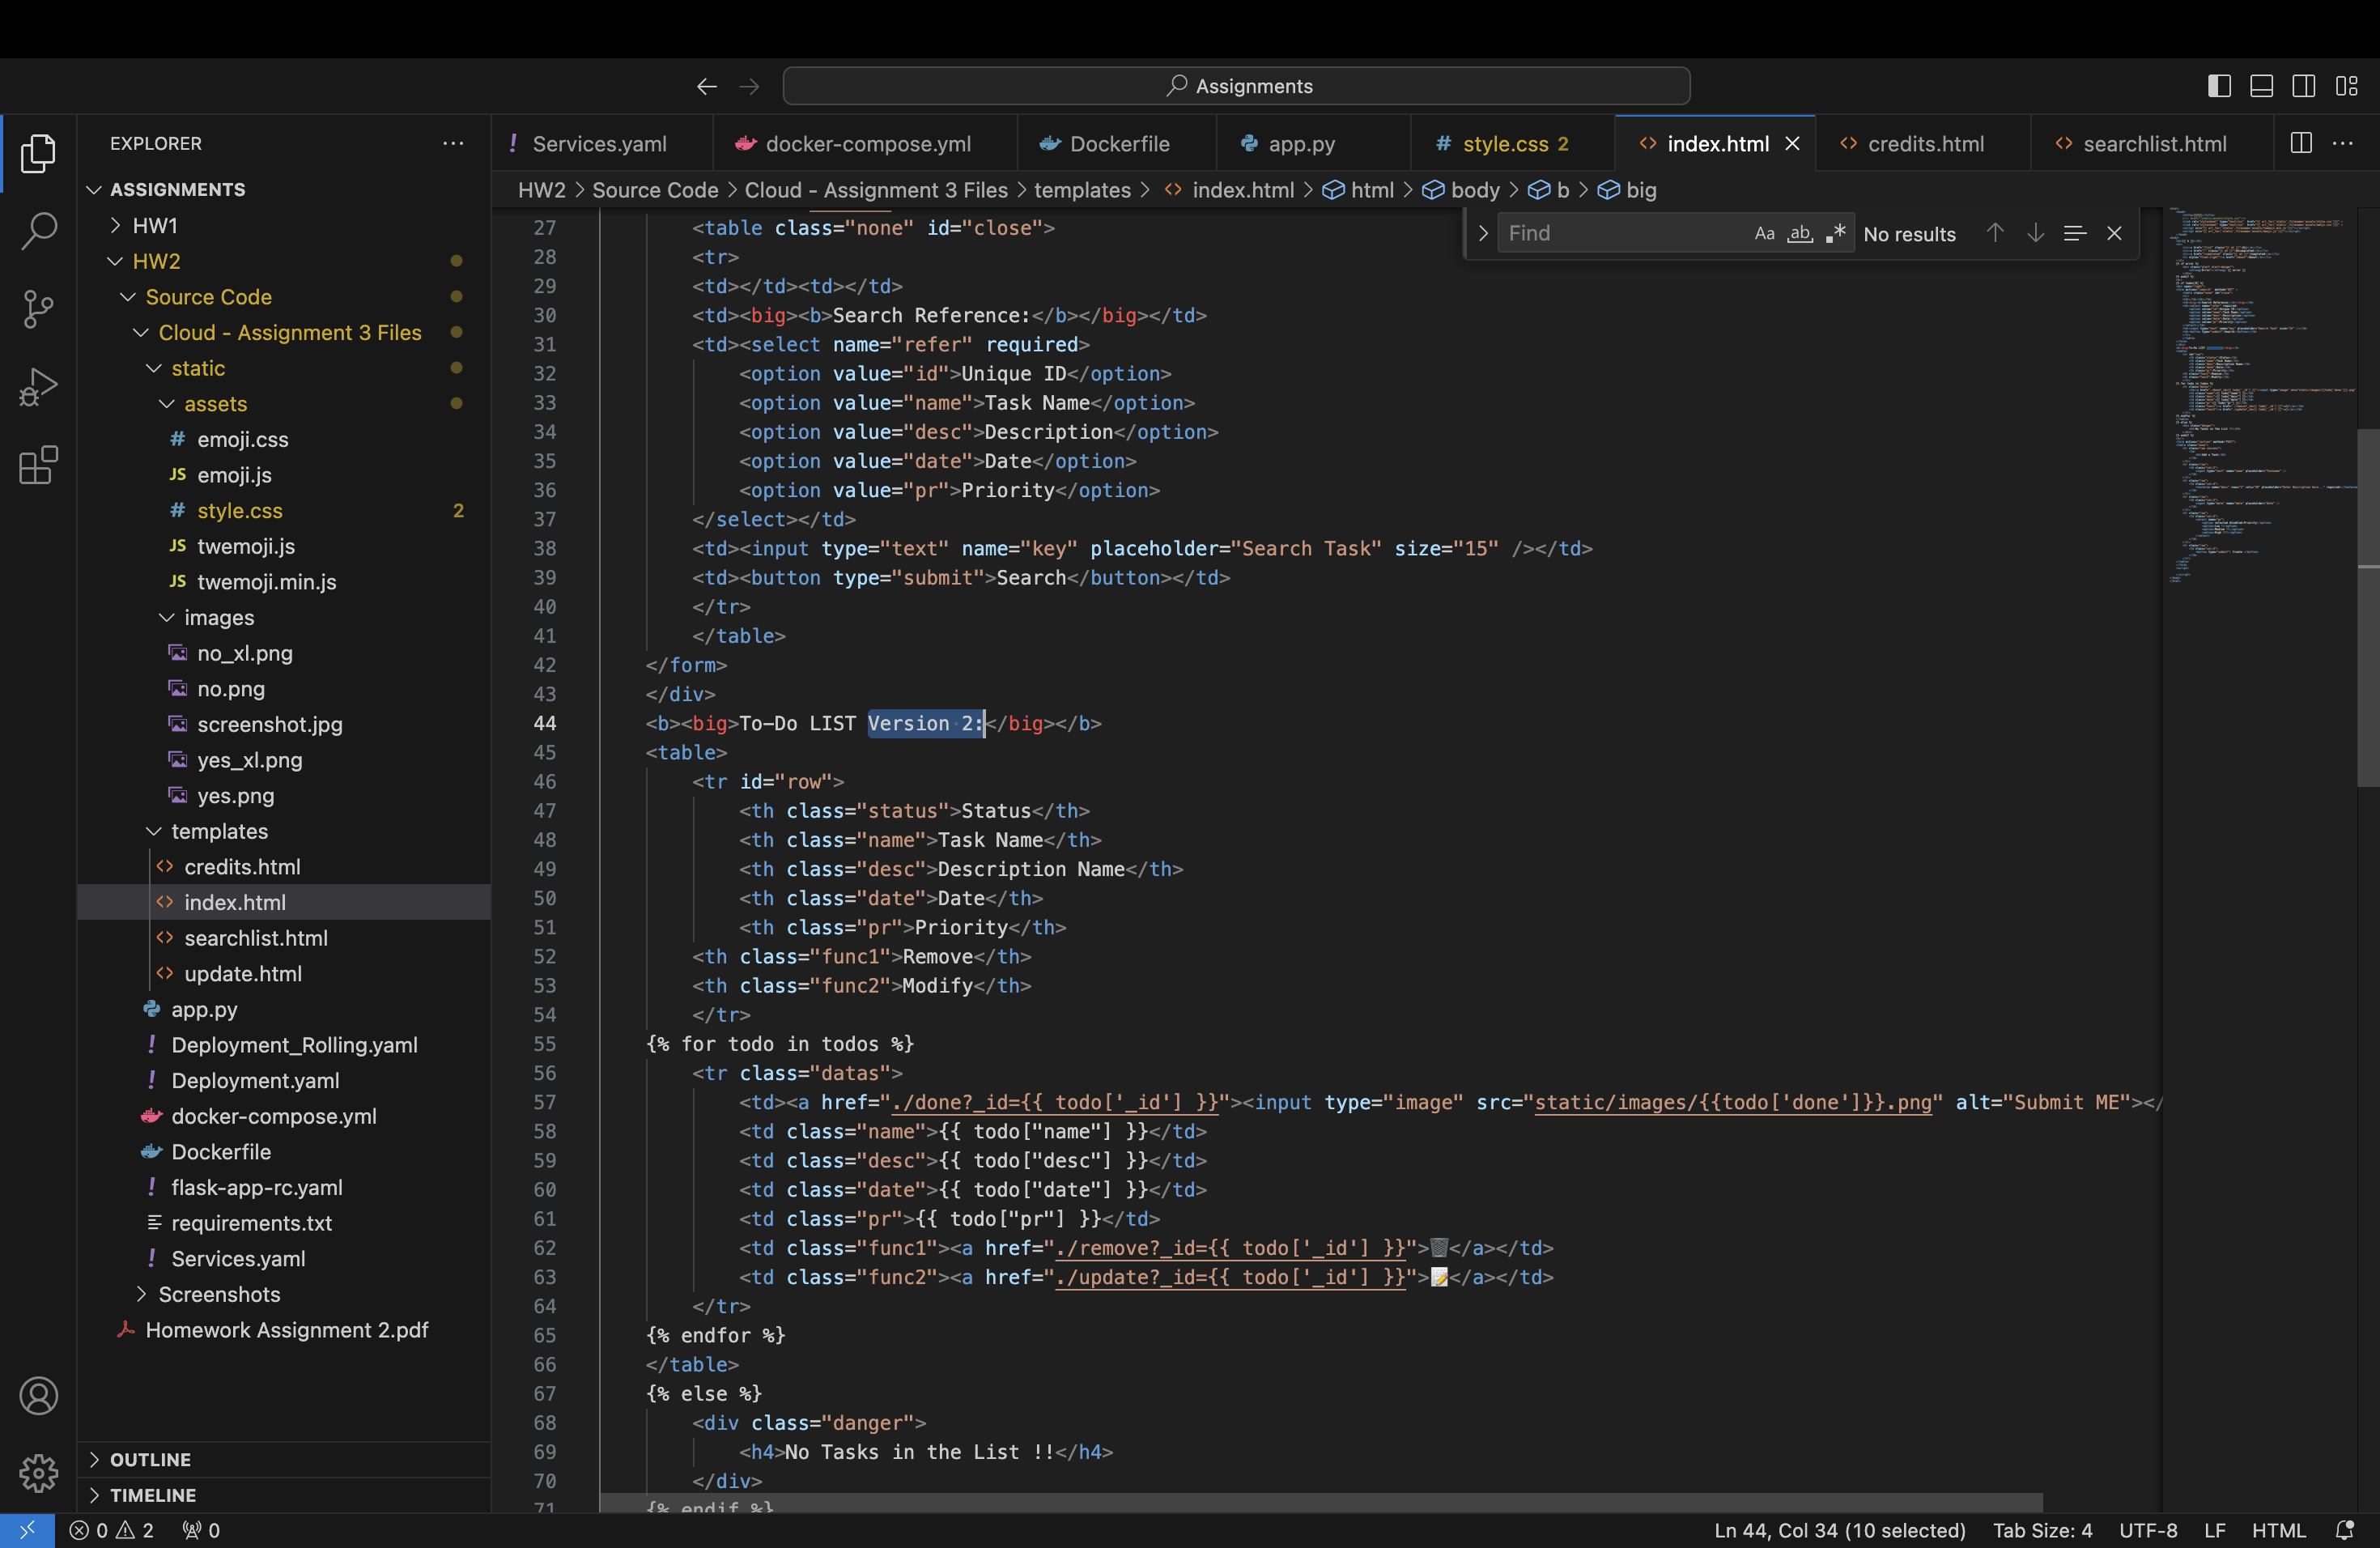 Assignments
EXPLORER
ASSIGNMENTS
HW1
HW2
Source Code
Cloud - Assignment 3 Files
static
assets
# emoji.css
JS emoji.js
# style.css 2
JS twemoji.js
JS twemoji.min.js
images
no_xl.png
no.png
screenshot.jpg
yes_xl.png
yes.png
templates
<> credits.html
<> index.html
<> searchlist.html
<> update.html
app.py
! Deployment_Rolling.yaml
! Deployment.yaml
docker-compose.yml
Dockerfile
! flask-app-rc.yaml
requirements.txt
! Services.yaml
Screenshots
Homework Assignment 2.pdf
OUTLINE
TIMELINE
! Services.yaml docker-compose.yml Dockerfile app.py # style.css 2 <> index.html <> credits.html <> searchlist.html
HW2 > Source Code > Cloud - Assignment 3 Files > templates > <> index.html > html > body > b > big
Find Aa ab .* No results
27 <table class="none" id="close">
28 <tr>
29 <td></td><td></td>
30 <td><big><b>Search Reference:</b></big></td>
31 <td><select name="refer" required>
32 <option value="id">Unique ID</option>
33 <option value="name">Task Name</option>
34 <option value="desc">Description</option>
35 <option value="date">Date</option>
36 <option value="pr">Priority</option>
37 </select></td>
38 <td><input type="text" name="key" placeholder="Search Task" size="15" /></td>
39 <td><button type="submit">Search</button></td>
40 </tr>
41 </table>
42 </form>
43 </div>
44 <b><big>To-Do LIST Version 2:</big></b>
45 <table>
46 <tr id="row">
47 <th class="status">Status</th>
48 <th class="name">Task Name</th>
49 <th class="desc">Description Name</th>
50 <th class="date">Date</th>
51 <th class="pr">Priority</th>
52 <th class="func1">Remove</th>
53 <th class="func2">Modify</th>
54 </tr>
55 {% for todo in todos %}
56 <tr class="datas">
57 <td><a href="./done?_id={{ todo['_id'] }}"><input type="image" src="static/images/{{todo['done']}}.png" alt="Submit ME"></
58 <td class="name">{{ todo["name"] }}</td>
59 <td class="desc">{{ todo["desc"] }}</td>
60 <td class="date">{{ todo["date"] }}</td>
61 <td class="pr">{{ todo["pr"] }}</td>
62 <td class="func1"><a href="./remove?_id={{ todo['_id'] }}">🗑</a></td>
63 <td class="func2"><a href="./update?_id={{ todo['_id'] }}">📝</a></td>
64 </tr>
65 {% endfor %}
66 </table>
67 {% else %}
68 <div class="danger">
69 <h4>No Tasks in the List !!</h4>
70 </div>
71 {% endif %}
0 2 0 Ln 44, Col 34 (10 selected) Tab Size: 4 UTF-8 LF HTML